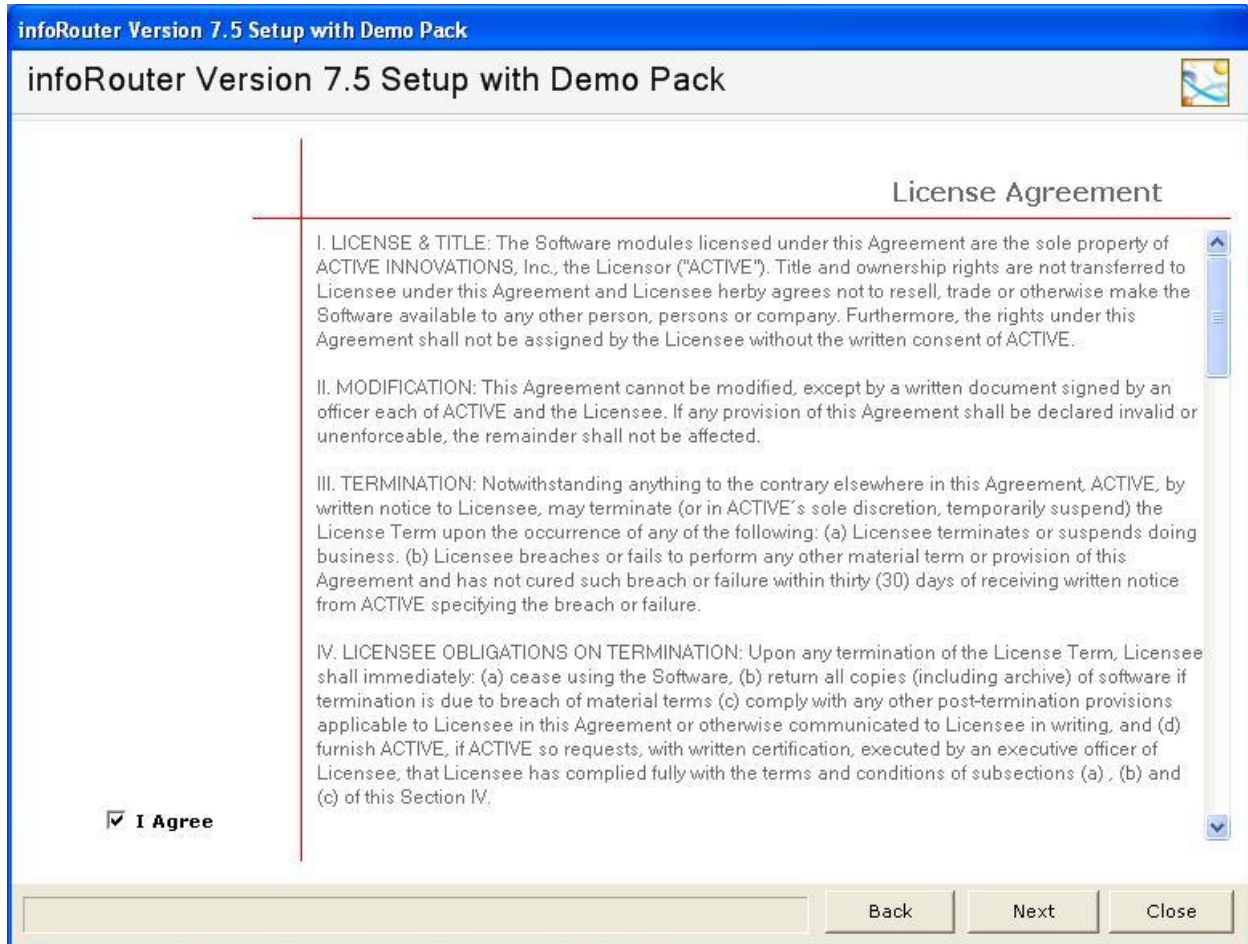 infoRouter Version 7.5 Setup with Demo Pack
infoRouter Version 7.5 Setup with Demo Pack
License Agreement
I. LICENSE & TITLE: The Software modules licensed under this Agreement are the sole property of
ACTIVE INNOVATIONS, Inc., the Licensor ("ACTIVE"). Title and ownership rights are not transferred to
Licensee under this Agreement and Licensee herby agrees not to resell, trade or otherwise make the
Software available to any other person, persons or company. Furthermore, the rights under this
Agreement shall not be assigned by the Licensee without the written consent of ACTIVE.
II. MODIFICATION: This Agreement cannot be modified, except by a written document signed by an
officer each of ACTIVE and the Licensee. If any provision of this Agreement shall be declared invalid or
unenforceable, the remainder shall not be affected.
III. TERMINATION: Notwithstanding anything to the contrary elsewhere in this Agreement, ACTIVE, by
written notice to Licensee, may terminate (or in ACTIVE´s sole discretion, temporarily suspend) the
License Term upon the occurrence of any of the following: (a) Licensee terminates or suspends doing
business. (b) Licensee breaches or fails to perform any other material term or provision of this
Agreement and has not cured such breach or failure within thirty (30) days of receiving written notice
from ACTIVE specifying the breach or failure.
IV. LICENSEE OBLIGATIONS ON TERMINATION: Upon any termination of the License Term, Licensee
shall immediately: (a) cease using the Software, (b) return all copies (including archive) of software if
termination is due to breach of material terms (c) comply with any other post-termination provisions
applicable to Licensee in this Agreement or otherwise communicated to Licensee in writing, and (d)
furnish ACTIVE, if ACTIVE so requests, with written certification, executed by an executive officer of
Licensee, that Licensee has complied fully with the terms and conditions of subsections (a) , (b) and
(c) of this Section IV.
I Agree
Back
Next
Close